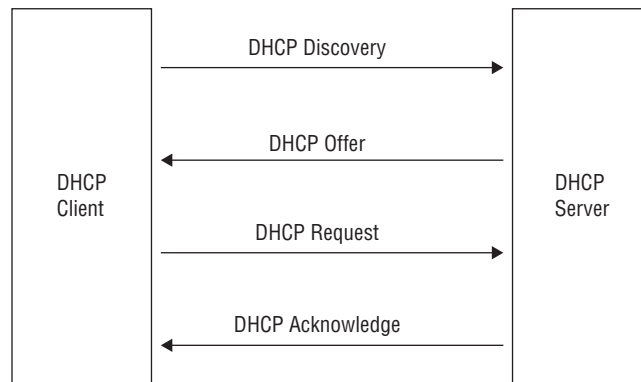 DHCP Discovery
DHCP Offer
DHCP
Client
DHCP
Server
DHCP Request
DHCP Acknowledge